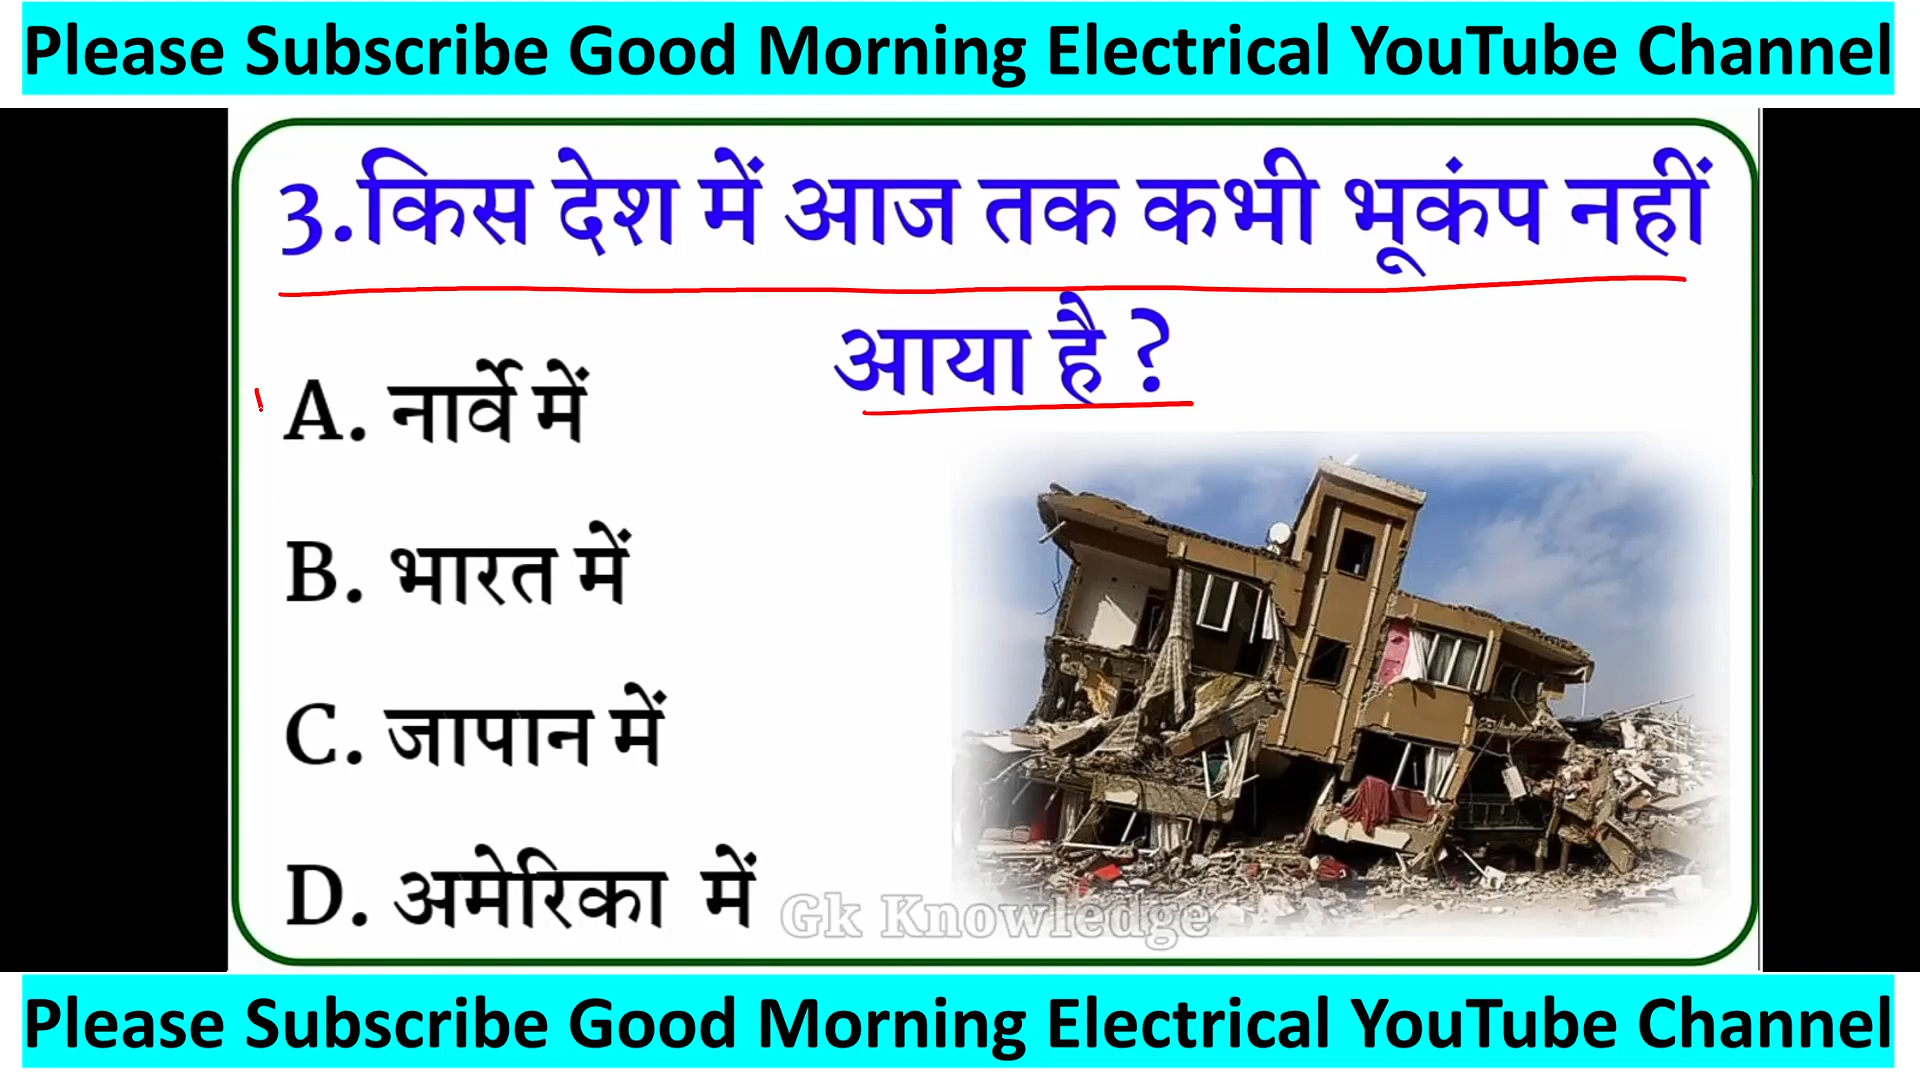 Please Subscribe Good Morning Electrical YouTube Channel
3.किस देश में आज तक कभी भूकंप नहीं
आया है ?
A. नार्वे में
B. भारत में
C. जापान में
D. अमेरिका में
Gk Knowledge
Please Subscribe Good Morning Electrical YouTube Channel